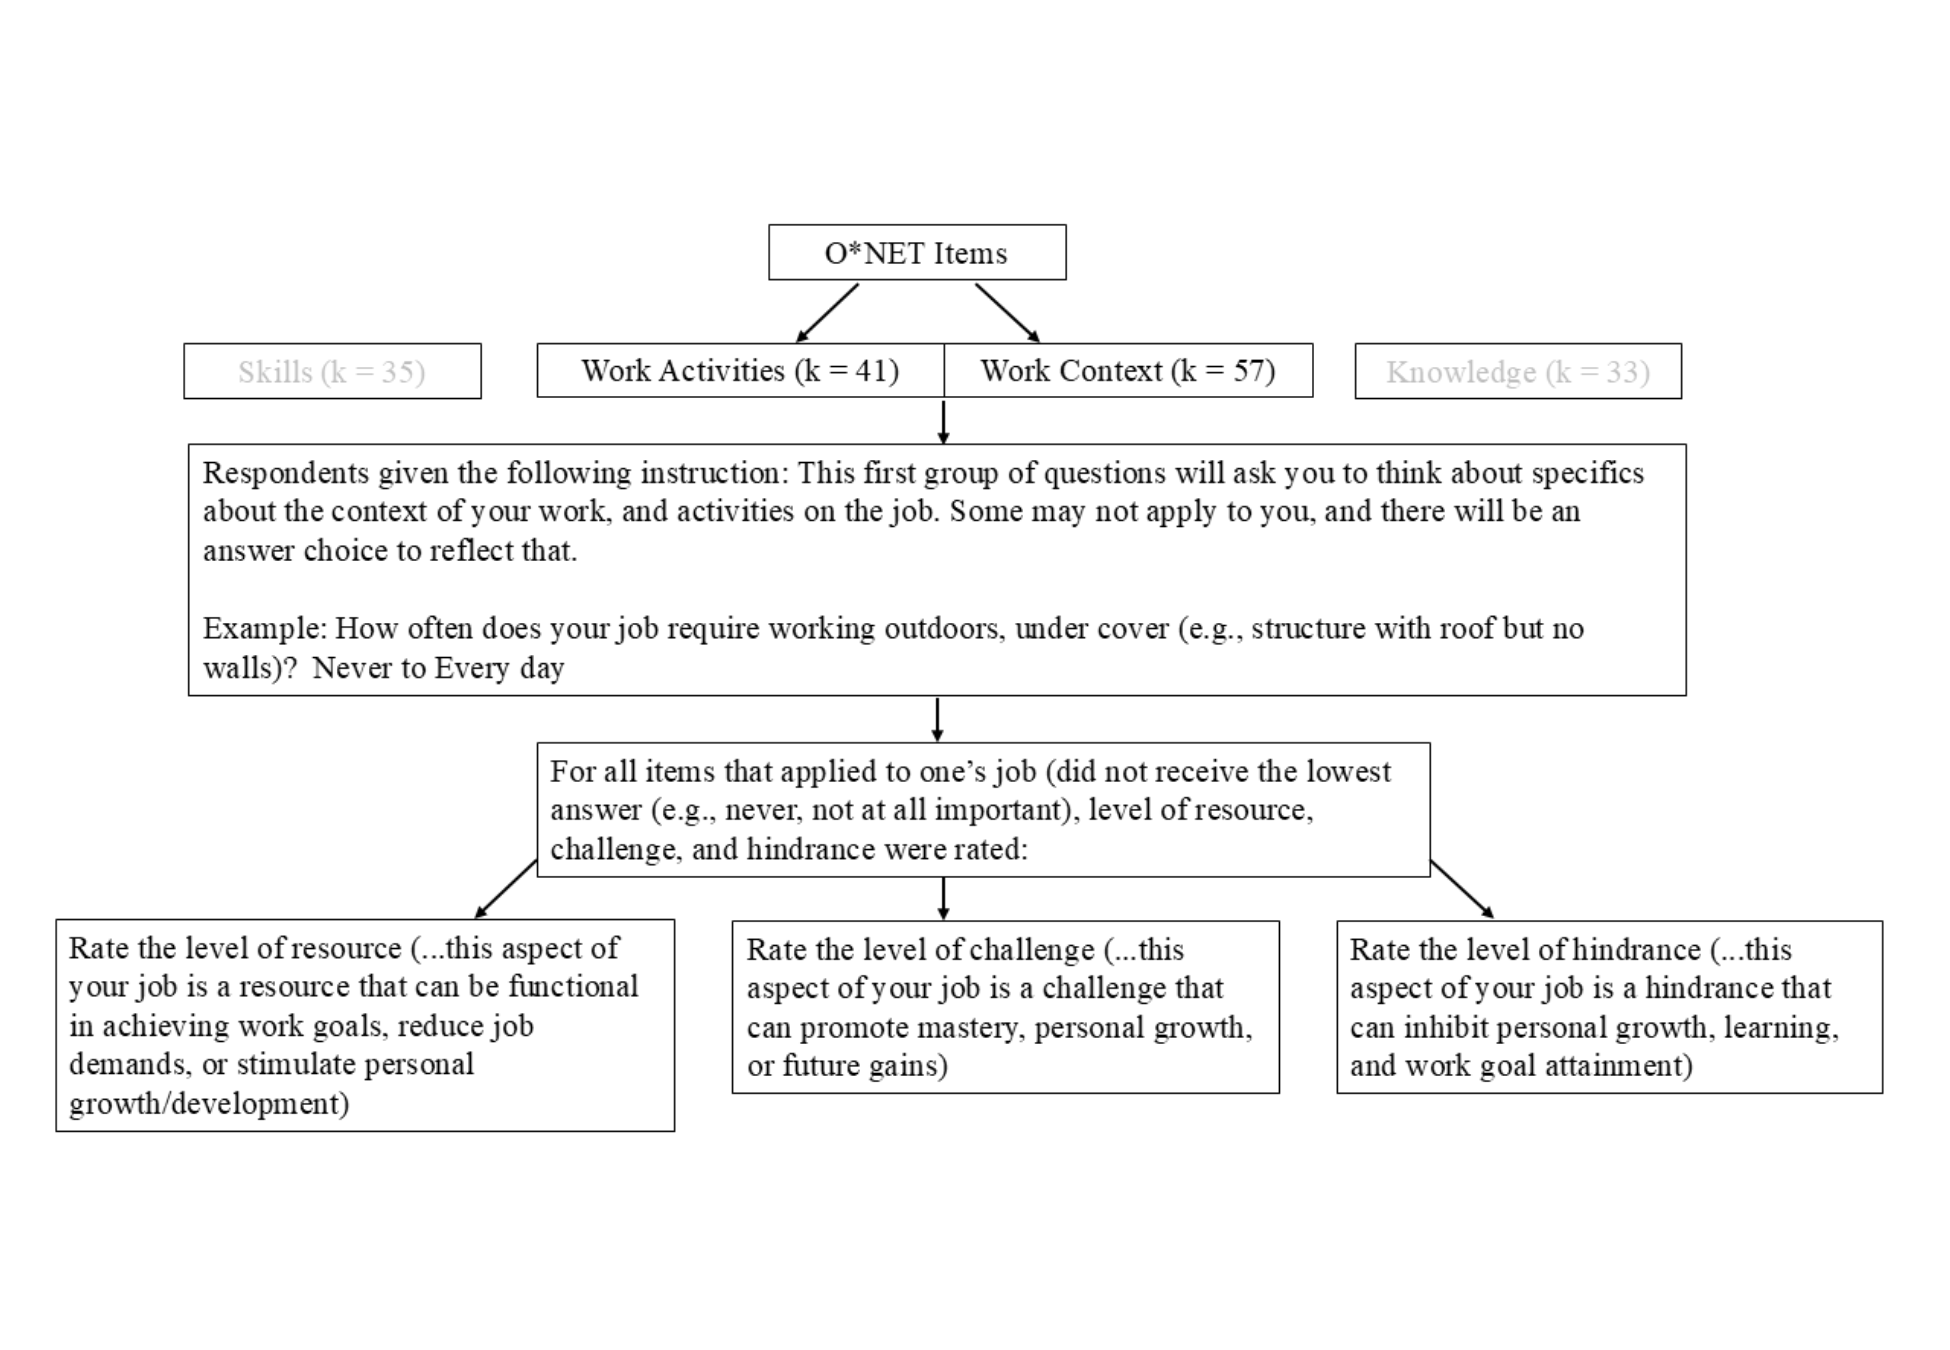 O*NET Items
Skills (k = 35)
Work Activities (k = 41)
Work Context (k = 57)
Knowledge (k = 33)
Respondents given the following instruction: This first group of questions will ask you to think about specifics
about the context of your work, and activities on the job. Some may not apply to you, and there will be an
answer choice to reflect that.
Example: How often does your job require working outdoors, under cover (e.g., structure with roof but no
walls)?  Never to Every day
For all items that applied to one’s job (did not receive the lowest
answer (e.g., never, not at all important), level of resource,
challenge, and hindrance were rated:
Rate the level of resource (...this aspect of
your job is a resource that can be functional
in achieving work goals, reduce job
demands, or stimulate personal
growth/development)
Rate the level of challenge (...this
aspect of your job is a challenge that
can promote mastery, personal growth,
or future gains)
Rate the level of hindrance (...this
aspect of your job is a hindrance that
can inhibit personal growth, learning,
and work goal attainment)